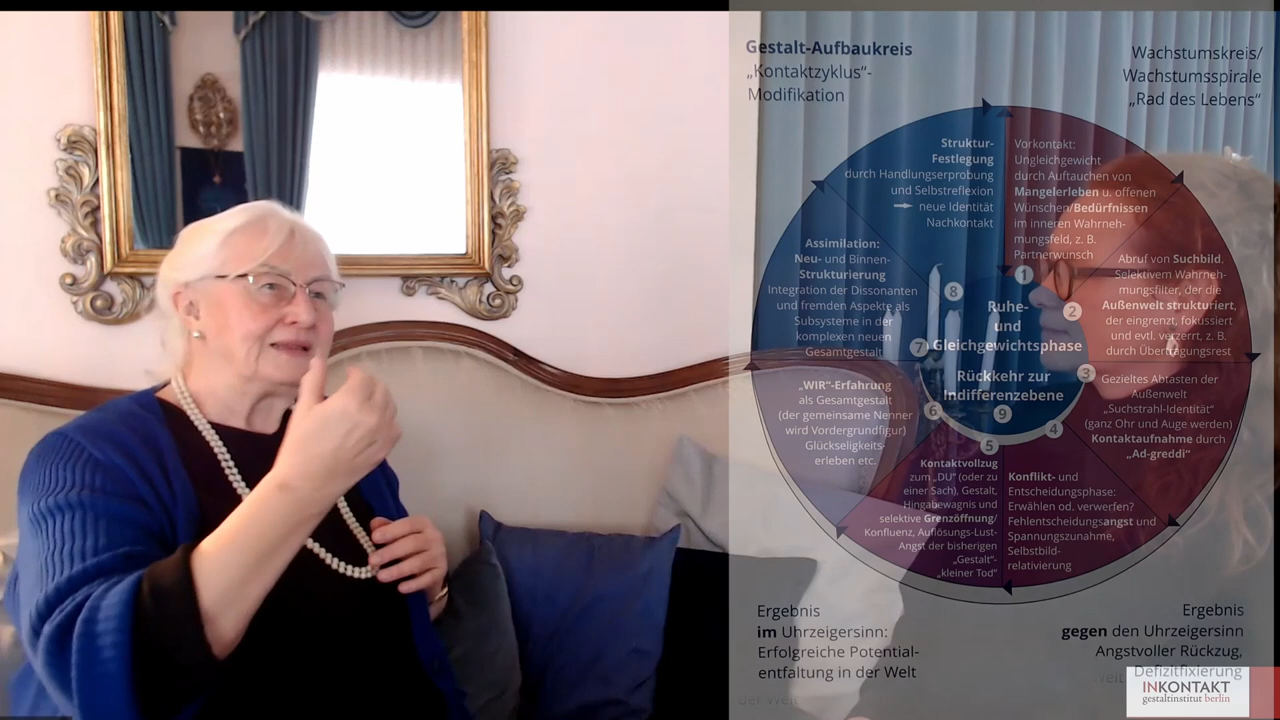 Gestalt-Aufbaukreis
„Kontaktzyklus“-
Modifikation
Wachstumskreis/
Wachstumsspirale
„Rad des Lebens“
Struktur-
Festlegung
durch Handlungserprobung
und Selbstreflexion
neue Identität
Nachkontakt
Vorkontakt:
Ungleichgewicht
durch Auftauchen von
Mangelerleben u. offenen
Wünschen/Bedürfnissen
im inneren Wahrneh-
mungsfeld, z. B.
Partnerwunsch
Abruf von Suchbild.
Selektivem Wahrneh-
mungsfilter, der die
Außenwelt strukturiert,
der eingrenzt, fokussiert
und evtl. verzerrt, z. B.
durch Übertragungsrest
Gezieltes Abtasten der
Außenwelt
„Suchstrahl-Identität“
(ganz Ohr und Auge werden)
Kontaktaufnahme durch
„Ad-greddi“
Konflikt- und
Entscheidungsphase:
Erwählen od. verwerfen?
Fehlentscheidungsangst und
Spannungszunahme,
Selbstbild-
relativierung
Kontaktvollzug
zum „DU“ (oder zu
einer Sach), Gestalt,
Hingabewagnis und
selektive Grenzöffnung/
Konfluenz, Auflösungs-Lust-
Angst der bisherigen
„Gestalt“-
„kleiner Tod“
„WIR“-Erfahrung
als Gesamtgestalt
(der gemeinsame Nenner
wird Vordergrundfigur)
Glückseligkeits-
erleben etc.
Assimilation:
Neu- und Binnen-
Strukturierung
Integration der Dissonanten
und fremden Aspekte als
Subsysteme in der
komplexen neuen
Gesamtgestalt
1
2
3
4
5
6
7
8
9
Ruhe-
und
Gleichgewichtsphase
Rückkehr zur
Indifferenzebene
Ergebnis
im Uhrzeigersinn:
Erfolgreiche Potential-
entfaltung in der Welt
der Welt
Ergebnis
gegen den Uhrzeigersinn
Angstvoller Rückzug,
Defizitfixierung
Welt
INKONTAKT
gestaltinstitut berlin